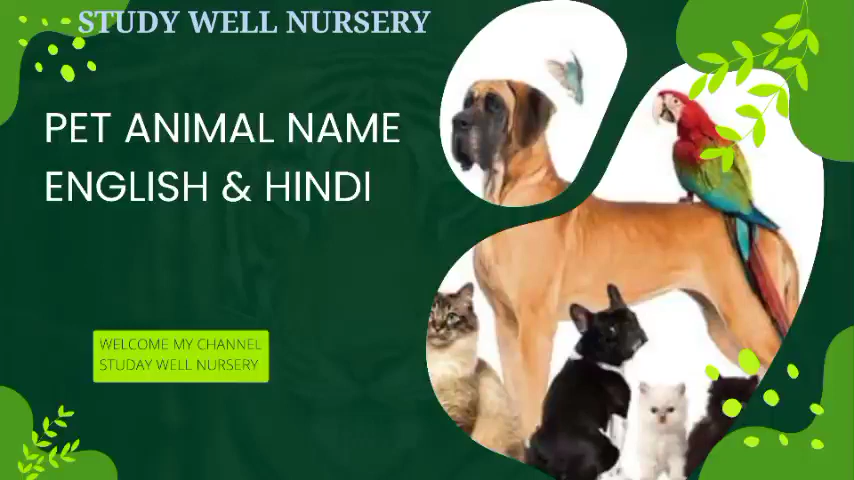 STUDY WELL NURSERY
PET ANIMAL NAME
ENGLISH & HINDI
WELCOME MY CHANNEL
STUDAY WELL NURSERY